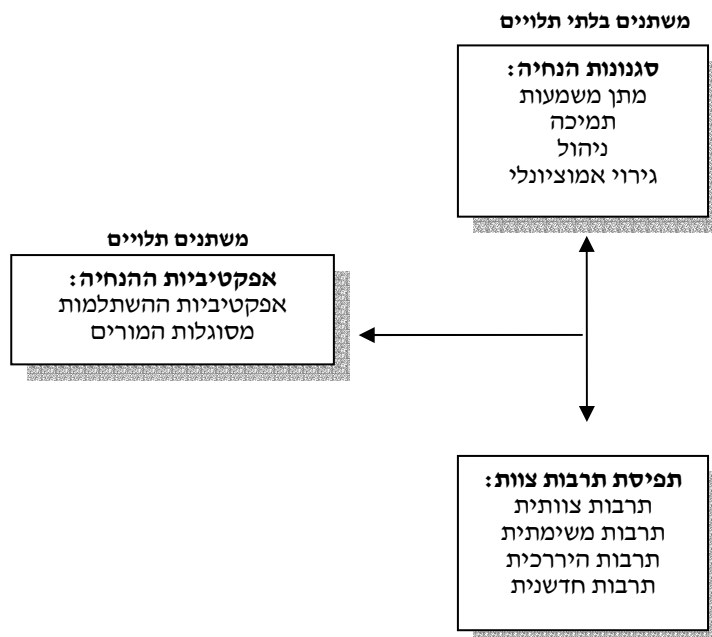 משתנים בלתי תלויים
סגנונות הנחיה:
מתן משמעות
תמיכה
ניהול
גירוי אמוציונלי
משתנים תלויים
אפקטיביות ההנחיה:
אפקטיביות ההשתלמות
מסוגלות המורים
תפיסת תרבות צוות:
תרבות צוותית
תרבות משימתית
תרבות היררכית
תרבות חדשנית